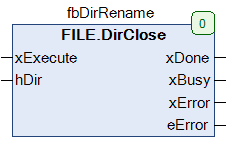 fbDirRename
0
FILE.DirClose
xExecute xDone
hDir xBusy
xError
eError